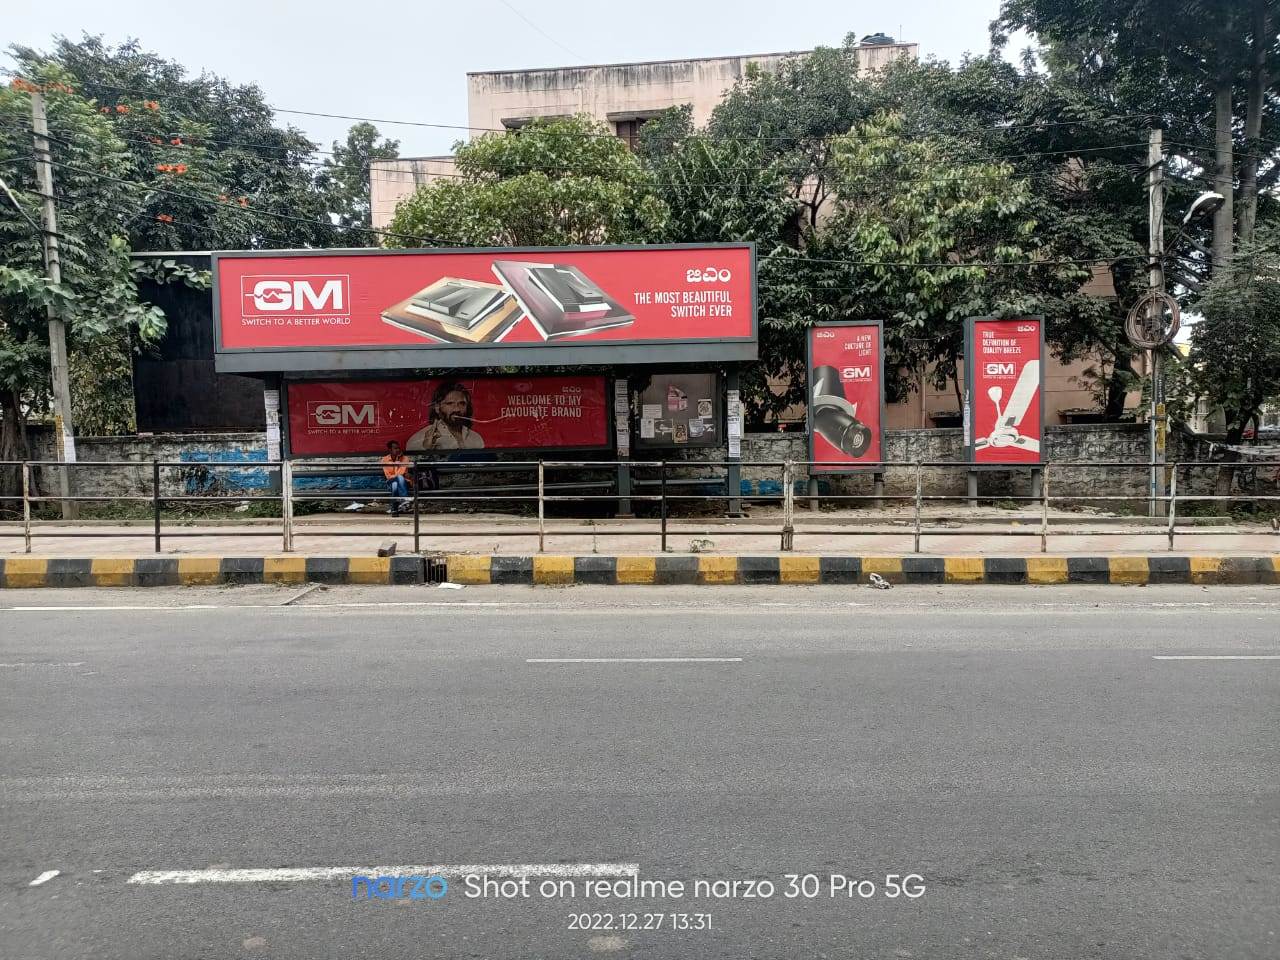 GM
SWITCH TO A BETTER WORLD
ಜಿಎಂ
THE MOST BEAUTIFUL
SWITCH EVER
GM
SWITCH TO A BETTER WORLD
ಜಿಎಂ
WELCOME TO MY
FAVOURITE BRAND
ಜಿಎಂ
A NEW
CULTURE OF
LIGHT
GM
ಜಿಎಂ
TRUE
DEFINITION OF
QUALITY BREEZE
GM
narzo Shot on realme narzo 30 Pro 5G
2022.12.27 13:31